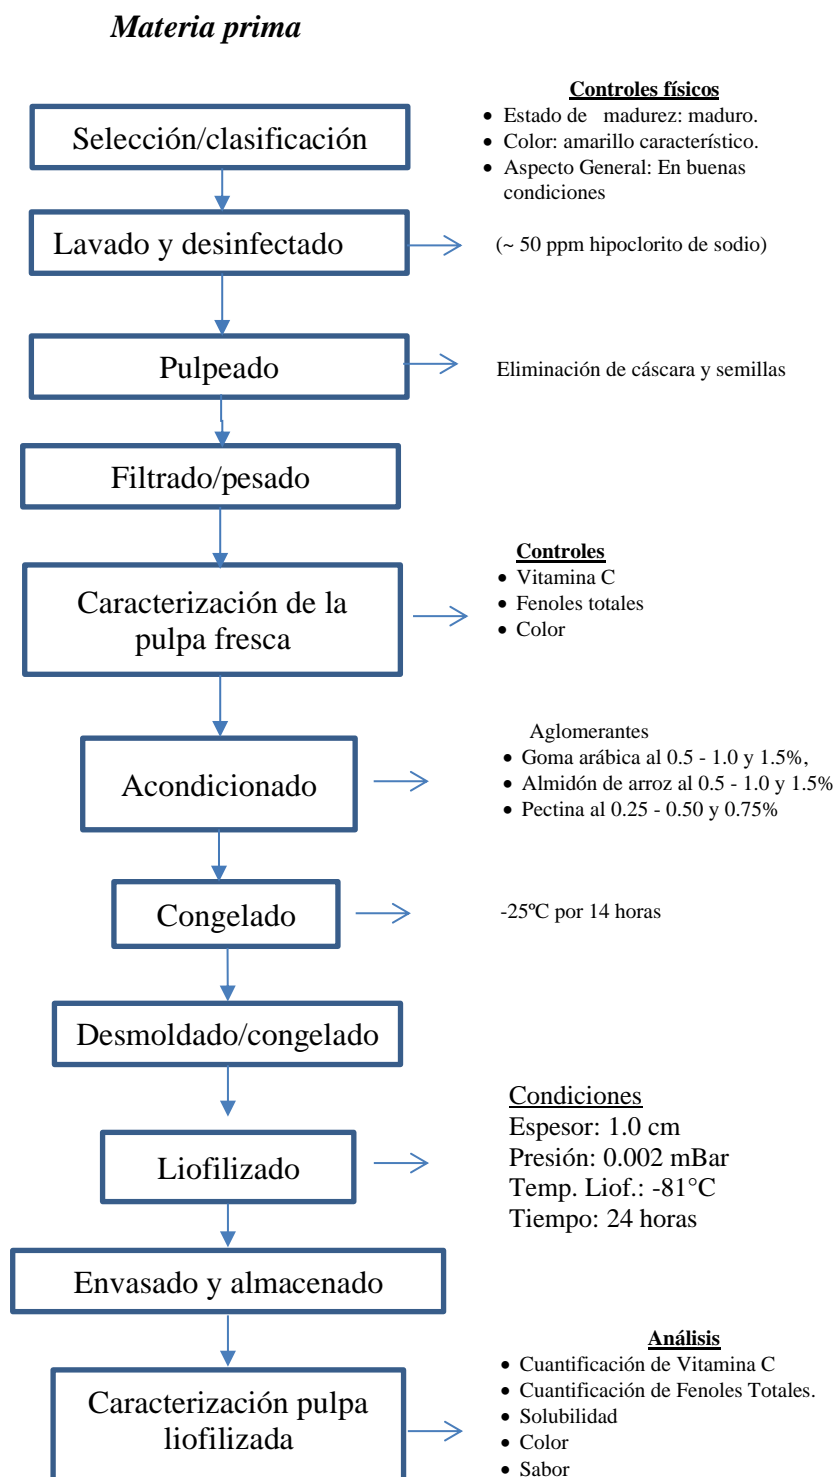 Materia prima
Selección/clasificación
Controles físicos
• Estado de madurez: maduro.
• Color: amarillo característico.
• Aspecto General: En buenas
condiciones
Lavado y desinfectado
(~ 50 ppm hipoclorito de sodio)
Pulpeado
Eliminación de cáscara y semillas
Filtrado/pesado
Caracterización de la
pulpa fresca
Controles
• Vitamina C
• Fenoles totales
• Color
Acondicionado
Aglomerantes
• Goma arábica al 0.5 - 1.0 y 1.5%,
• Almidón de arroz al 0.5 - 1.0 y 1.5%
• Pectina al 0.25 - 0.50 y 0.75%
Congelado
-25ºC por 14 horas
Desmoldado/congelado
Liofilizado
Condiciones
Espesor: 1.0 cm
Presión: 0.002 mBar
Temp. Liof.: -81°C
Tiempo: 24 horas
Envasado y almacenado
Caracterización pulpa
liofilizada
Análisis
• Cuantificación de Vitamina C
• Cuantificación de Fenoles Totales.
• Solubilidad
• Color
• Sabor